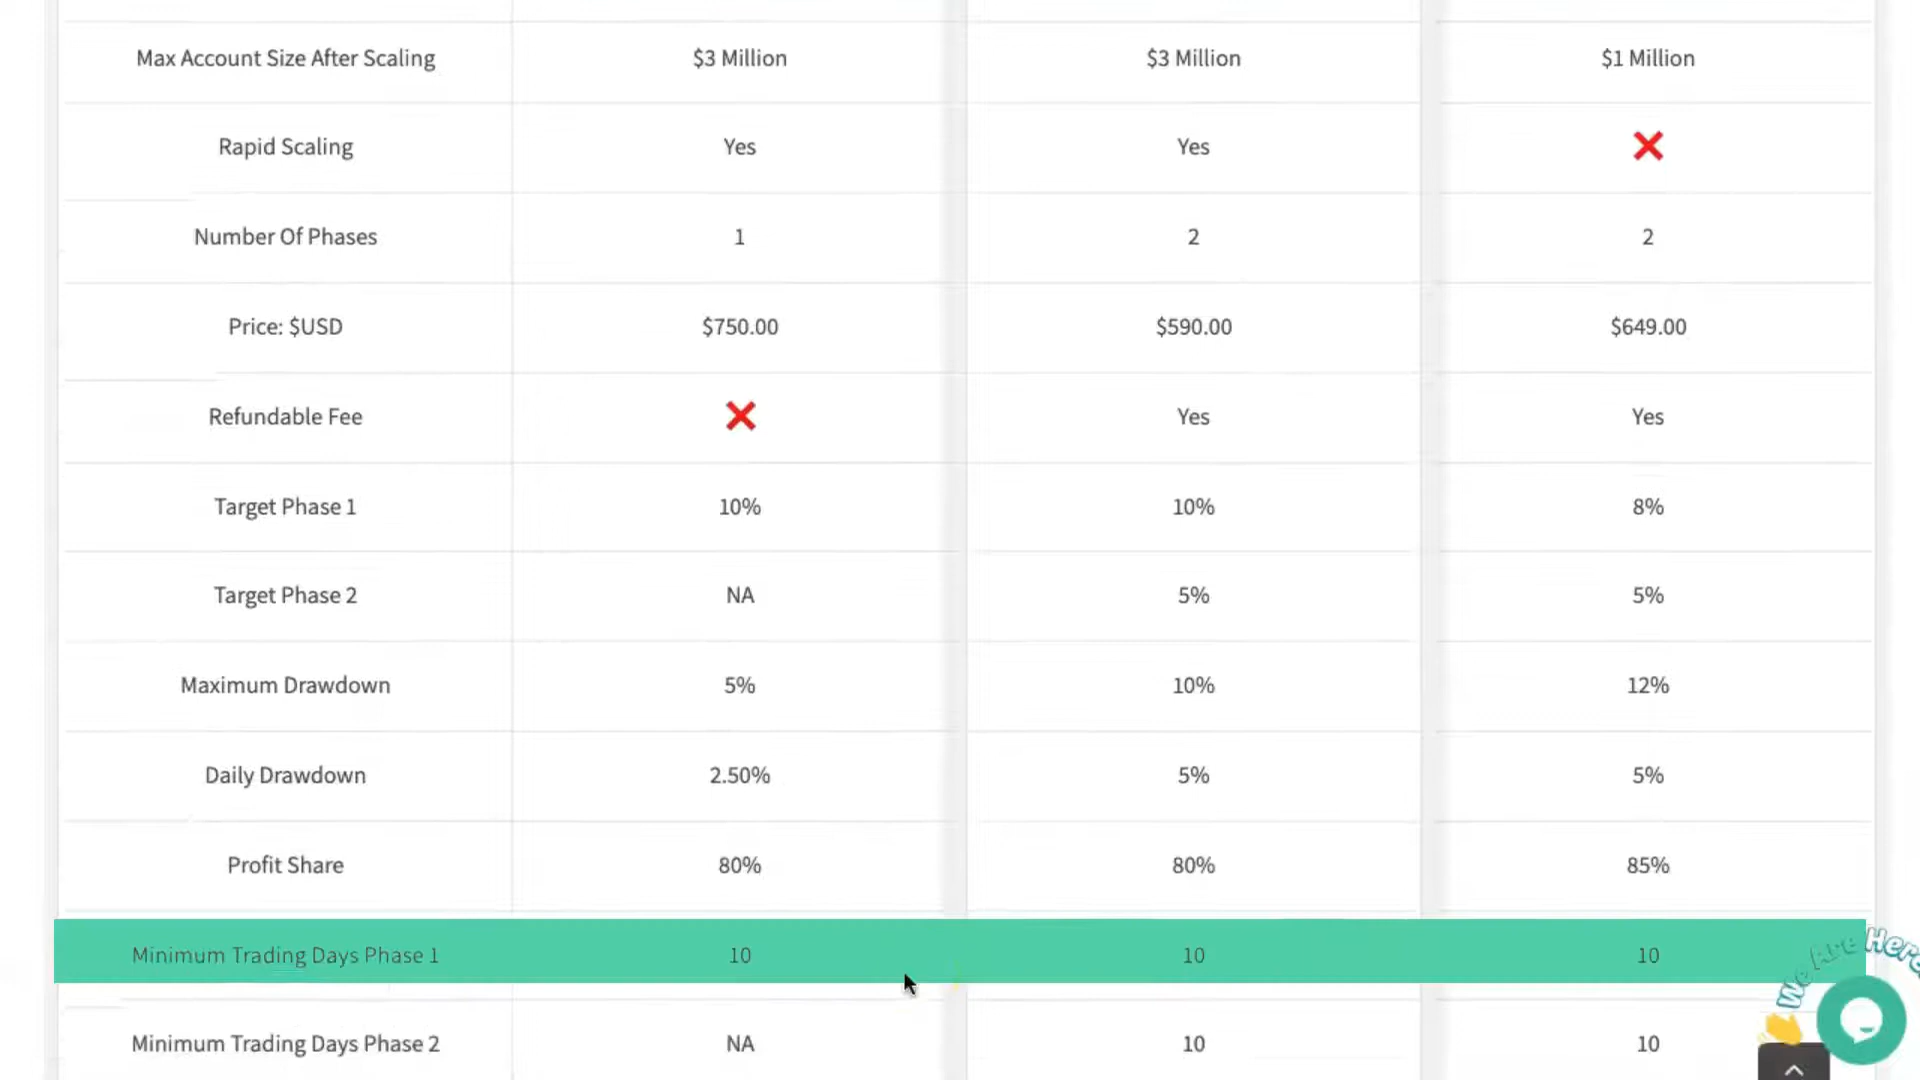 Max Account Size After Scaling $3 Million $3 Million $1 Million
Rapid Scaling Yes Yes ❌
Number Of Phases 1 2 2
Price: $USD $750.00 $590.00 $649.00
Refundable Fee ❌ Yes Yes
Target Phase 1 10% 10% 8%
Target Phase 2 NA 5% 5%
Maximum Drawdown 5% 10% 12%
Daily Drawdown 2.50% 5% 5%
Profit Share 80% 80% 85%
Minimum Trading Days Phase 1 10 10 10
We Are Here
Minimum Trading Days Phase 2 NA 10 10